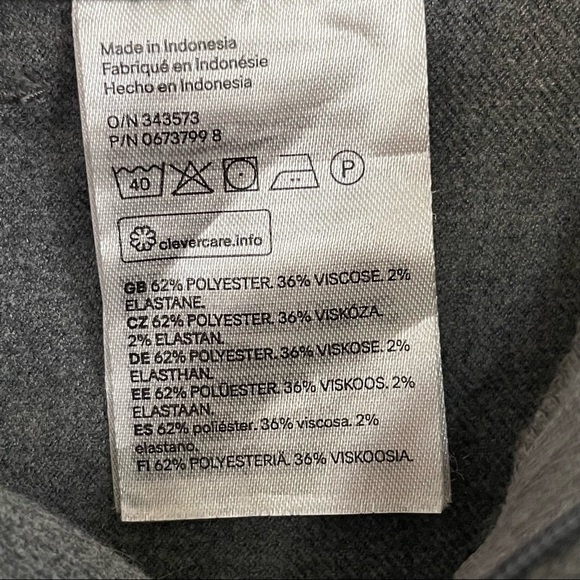 Made in Indonesia
Fabriqué en Indonésie
Hecho en Indonesia
O/N 343573
P/N 0673799 8
40 P
clevercare.info
GB 62% POLYESTER. 36% VISCOSE. 2%
ELASTANE.
CZ 62% POLYESTER. 36% VISKÓZA.
2% ELASTAN.
DE 62% POLYESTER. 36% VISKOSE. 2%
ELASTHAN.
EE 62% POLÜESTER. 36% VISKOOS. 2%
ELASTAAN.
ES 62% poliéster. 36% viscosa. 2%
elastano.
FI 62% POLYESTERIÄ. 36% VISKOOSIA.